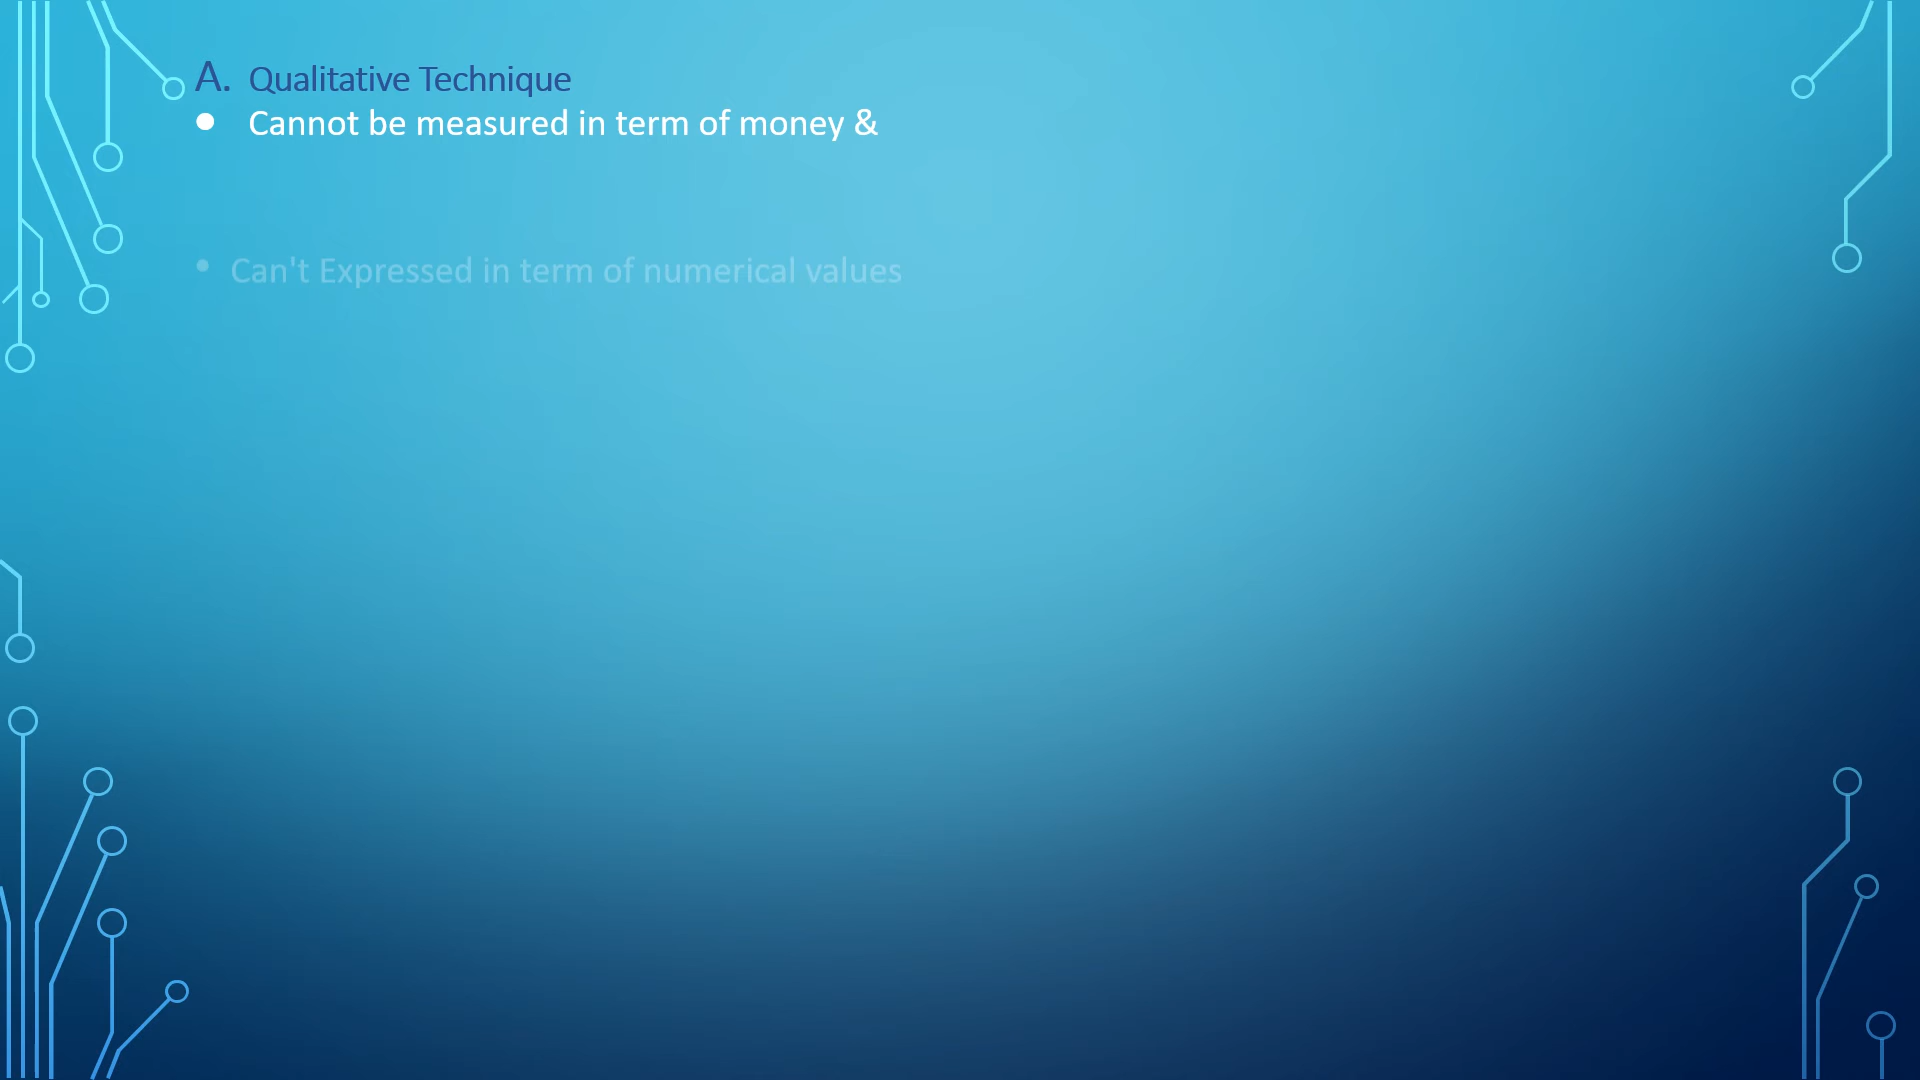 A. Qualitative Technique
● Cannot be measured in term of money &
• Can't Expressed in term of numerical values